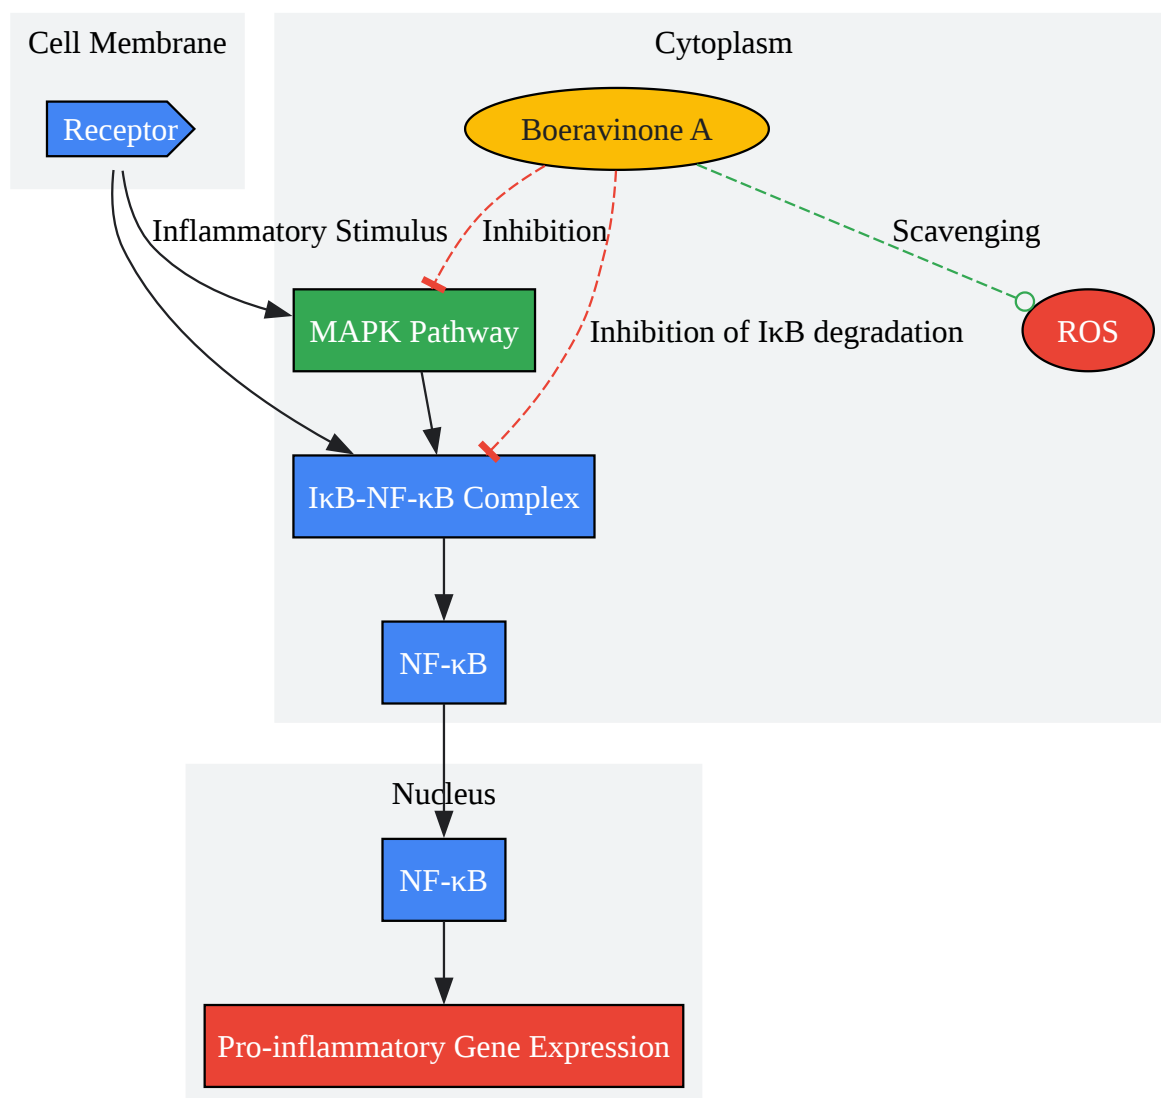 Cell Membrane
Cytoplasm
Receptor
Boeravinone A
Inflammatory Stimulus
Inhibition
Scavenging
MAPK Pathway
Inhibition of IκB degradation
ROS
IκB-NF-κB Complex
NF-κB
Nucleus
NF-κB
Pro-inflammatory Gene Expression